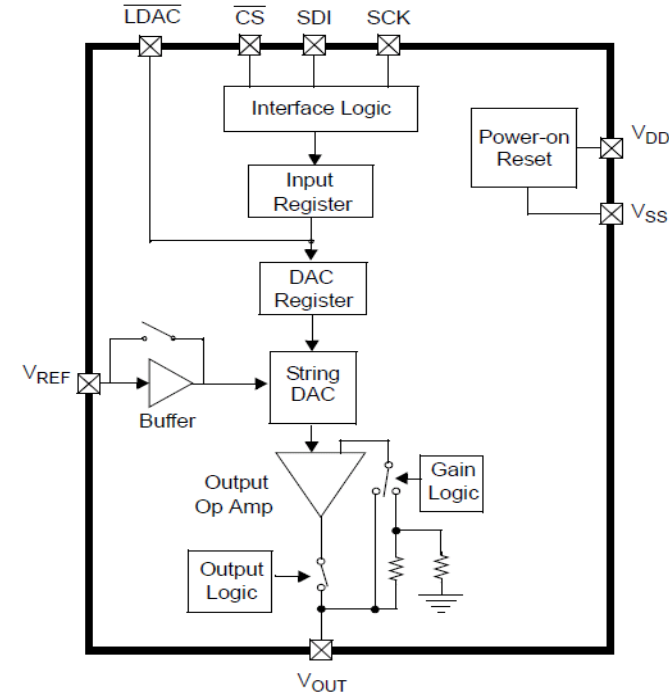 LDAC CS SDI SCK
Interface Logic
Power-on
Reset
VDD
VSS
Input
Register
DAC
Register
VREF
String
DAC
Buffer
Output
Op Amp
Gain
Logic
Output
Logic
VOUT